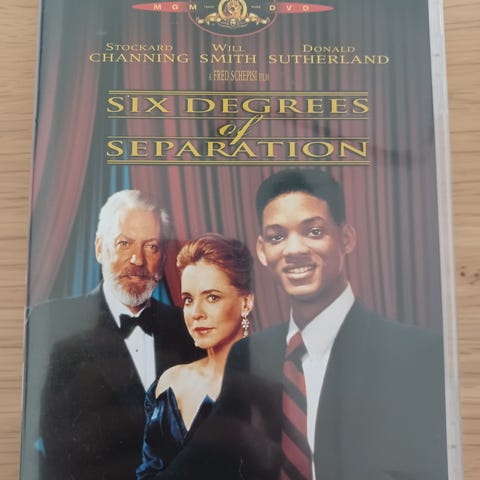 MGM DVD
STOCKARD WILL DONALD
CHANNING SMITH SUTHERLAND
A FRED SCHEPISI FILM
SIX DEGREES
of
SEPARATION